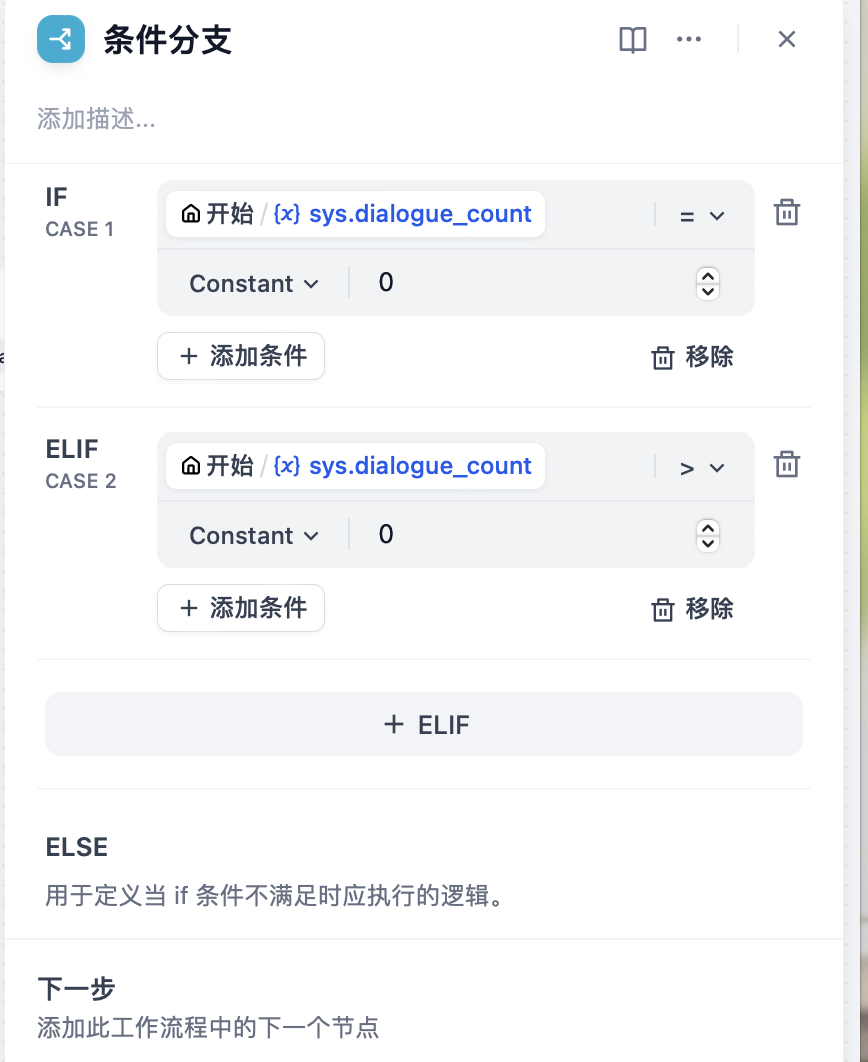 条件分支
添加描述...
IF
CASE 1
开始 / {x} sys.dialogue_count
=
Constant
0
+ 添加条件
移除
ELIF
CASE 2
开始 / {x} sys.dialogue_count
>
Constant
0
+ 添加条件
移除
+ ELIF
ELSE
用于定义当 if 条件不满足时应执行的逻辑。
下一步
添加此工作流程中的下一个节点